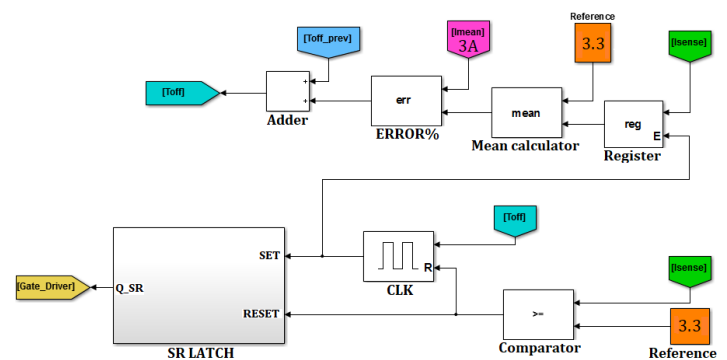 Reference
[Toff_prev]
[Imean]
3A
3.3
[Isense]
[Toff]
+
+
Adder
err
ERROR%
mean
Mean calculator
reg
E
Register
[Toff]
SET
R
CLK
[Isense]
[Gate_Driver]
Q_SR
RESET
>=
3.3
SR LATCH
Comparator
Reference